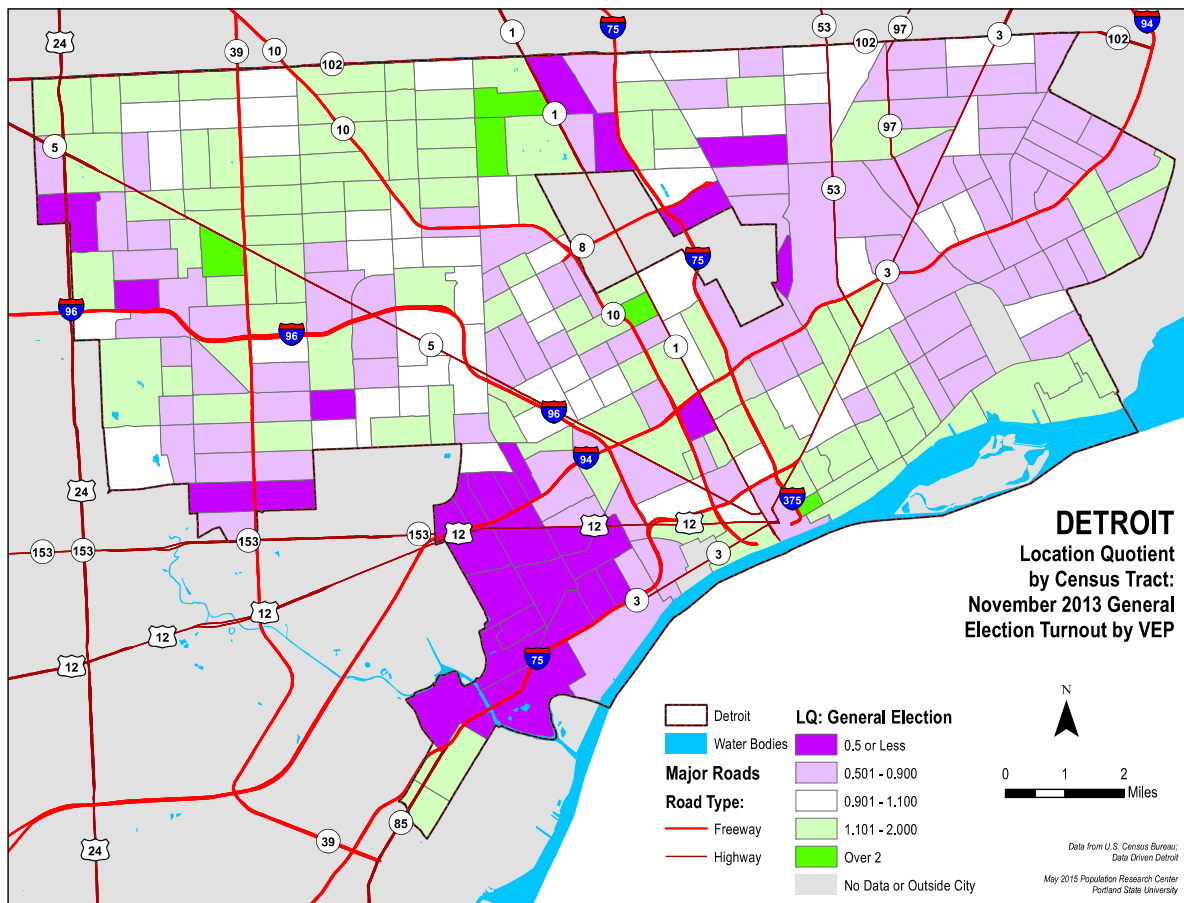 24
39
10
102
1
75
53
102
97
3
102
94
5
10
1
97
53
8
75
3
96
96
5
10
1
96
94
24
375
153
153
153
153
12
12
12
3
12
12
12
3
75
85
39
24
DETROIT
Location Quotient
by Census Tract:
November 2013 General
Election Turnout by VEP
N
0 1 2
Miles
Detroit
Water Bodies
Major Roads
Road Type:
Freeway
Highway
LQ: General Election
0.5 or Less
0.501 - 0.900
0.901 - 1.100
1.101 - 2.000
Over 2
No Data or Outside City
Data from U.S. Census Bureau;
Data Driven Detroit
May 2015 Population Research Center
Portland State University